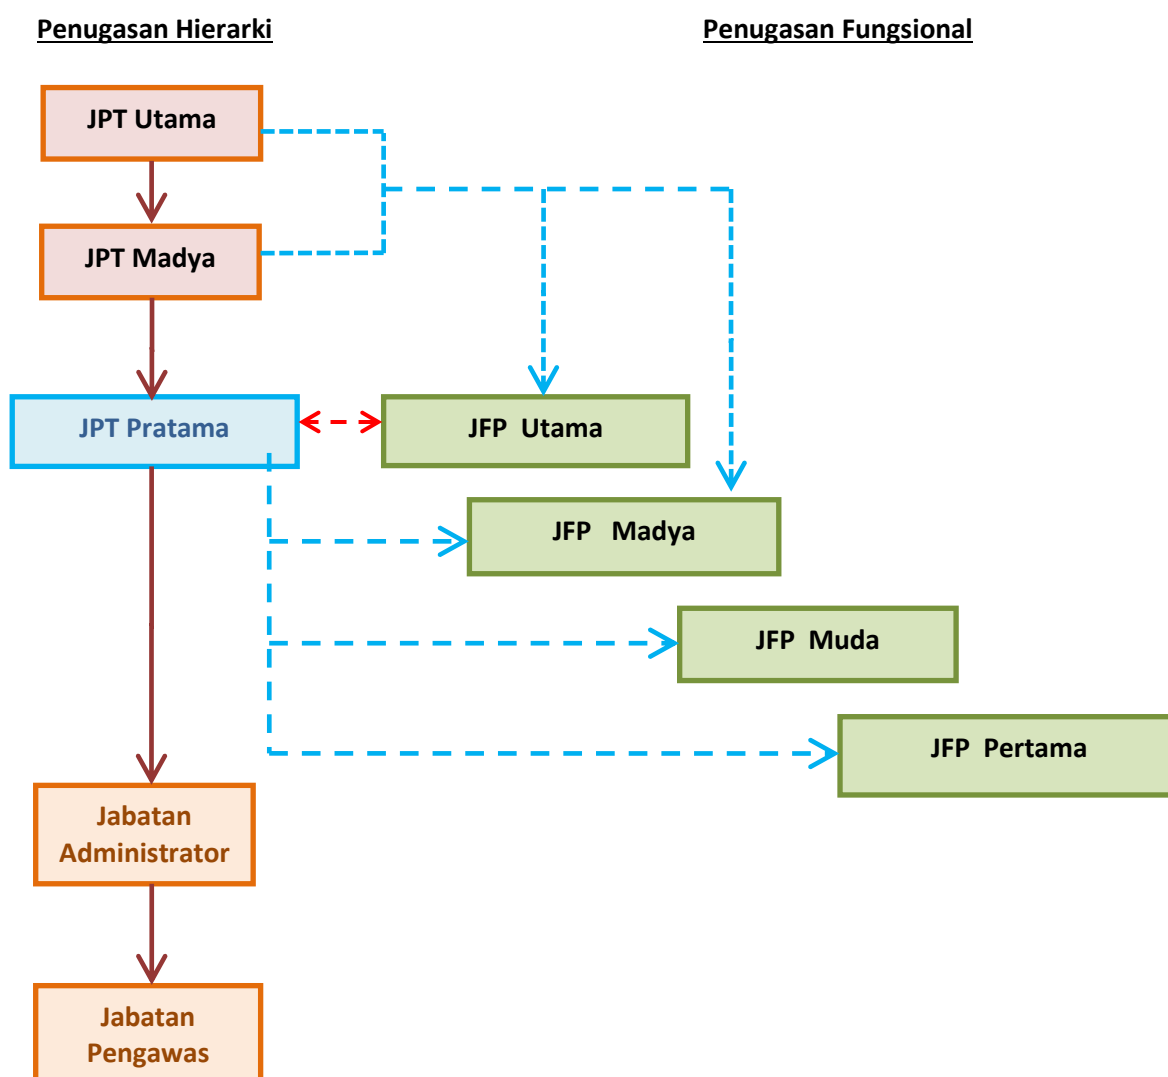 Penugasan Hierarki
Penugasan Fungsional
JPT Utama
JPT Madya
JPT Pratama
JFP Utama
JFP Madya
JFP Muda
JFP Pertama
Jabatan
Administrator
Jabatan
Pengawas